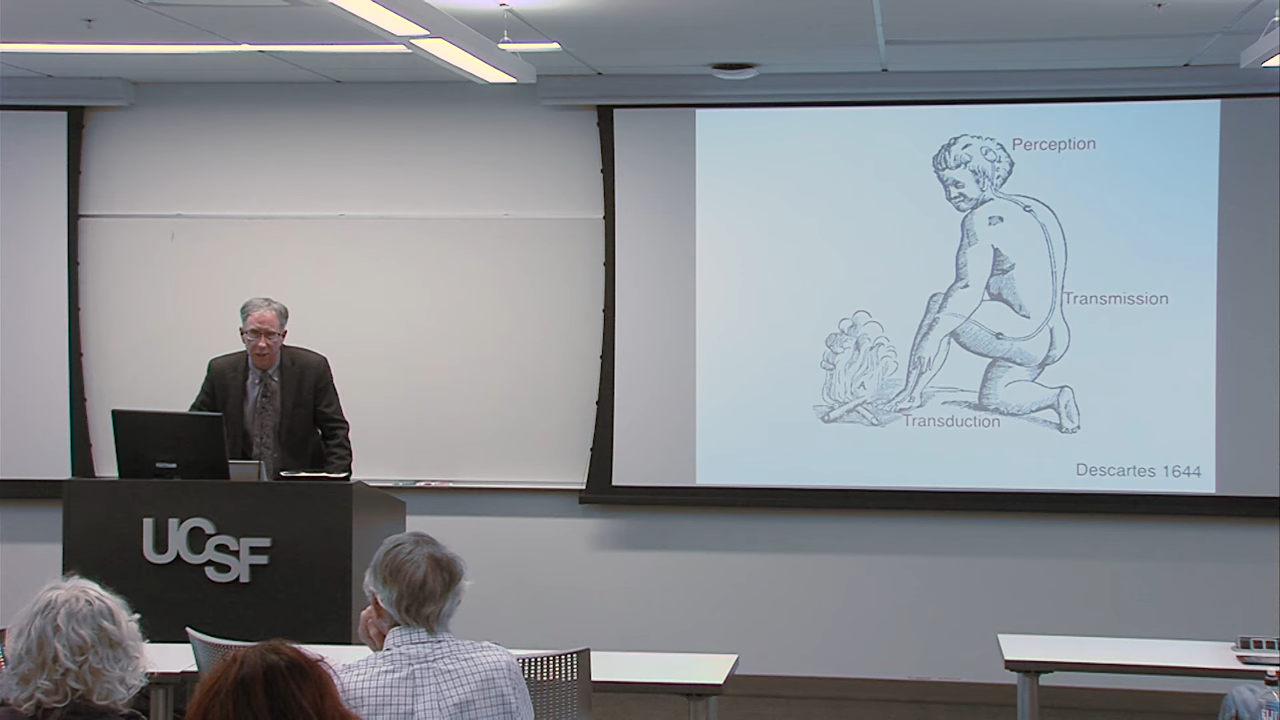 Perception
Transmission
Transduction
Descartes 1644
UCSF
A